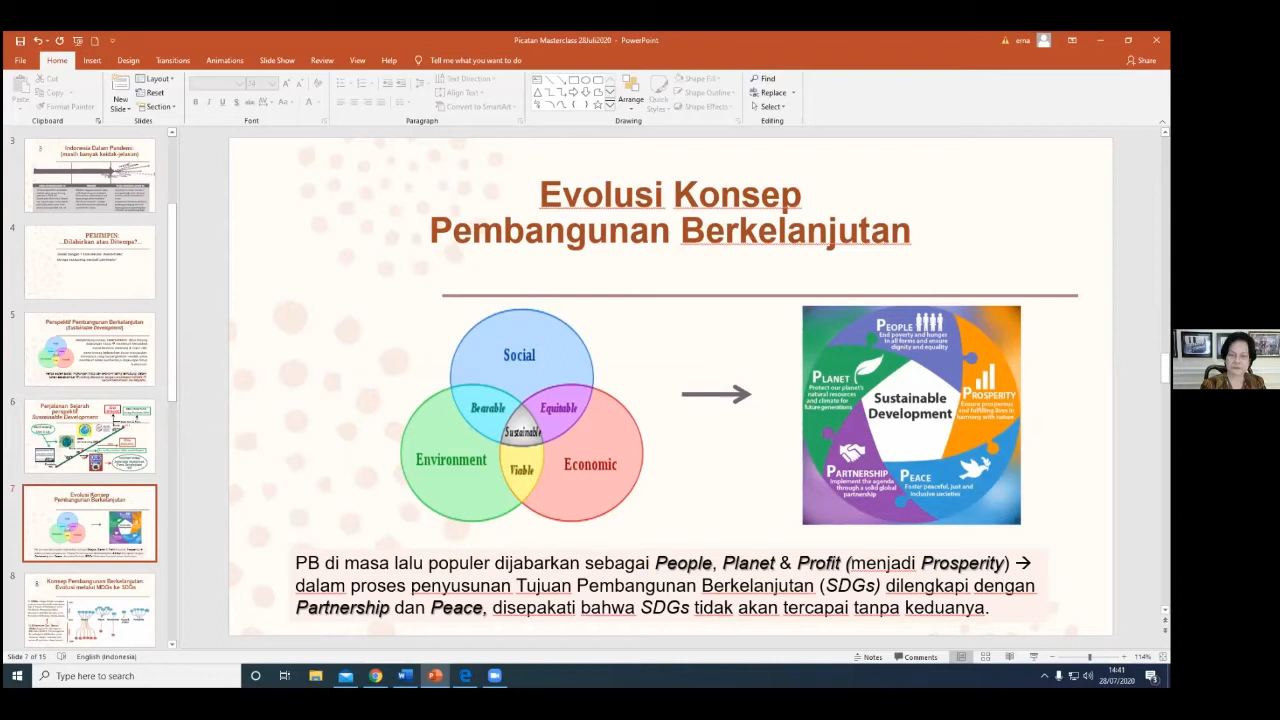 Picatan Masterclass 28Juli2020 - PowerPoint
erna
File Home Insert Design Transitions Animations Slide Show Review View Help Tell me what you want to do Share
Paste
Cut
Copy
Format Painter
Clipboard
New
Slide
Layout
Reset
Section
Slides
Font
Text Direction
Align Text
Convert to SmartArt
Paragraph
Arrange
Quick
Styles
Shape Fill
Shape Outline
Shape Effects
Drawing
Find
Replace
Select
Editing
3
Indonesia Dalam Pandemi:
(masih banyak ketidak-jelasan)
4
PEMIMPIN:
...Dilahirkan atau Ditempa?...
5
Perspektif Pembangunan Berkelanjutan
(Sustainable Development)
6
Perjalanan Sejarah
perspektif
Sustainable Development
7
Evolusi Konsep
Pembangunan Berkelanjutan
8
Konsep Pembangunan Berkelanjutan
Evolusi melalui MDGs ke SDGs
Evolusi Konsep
Pembangunan Berkelanjutan
Social
Bearable
Equitable
Sustainable
Environment
Viable
Economic
PEOPLE
End poverty and hunger
in all forms and ensure
dignity and equality
PLANET
Protect our planet's
natural resources
and climate for
future generations
PROSPERITY
Ensure prosperous
and fulfilling lives in
harmony with nature
Sustainable
Development
PARTNERSHIP
Implement the agenda
through a solid global
partnership
PEACE
Foster peaceful, just and
inclusive societies
PB di masa lalu populer dijabarkan sebagai People, Planet & Profit (menjadi Prosperity) →
dalam proses penyusunan Tujuan Pembangunan Berkelanjutan (SDGs) dilengkapi dengan
Partnership dan Peace, disepakati bahwa SDGs tidakakan tercapai tanpa keduanya.
Slide 7 of 15 English (Indonesia) Notes Comments 114%
Type here to search
14:41
28/07/2020